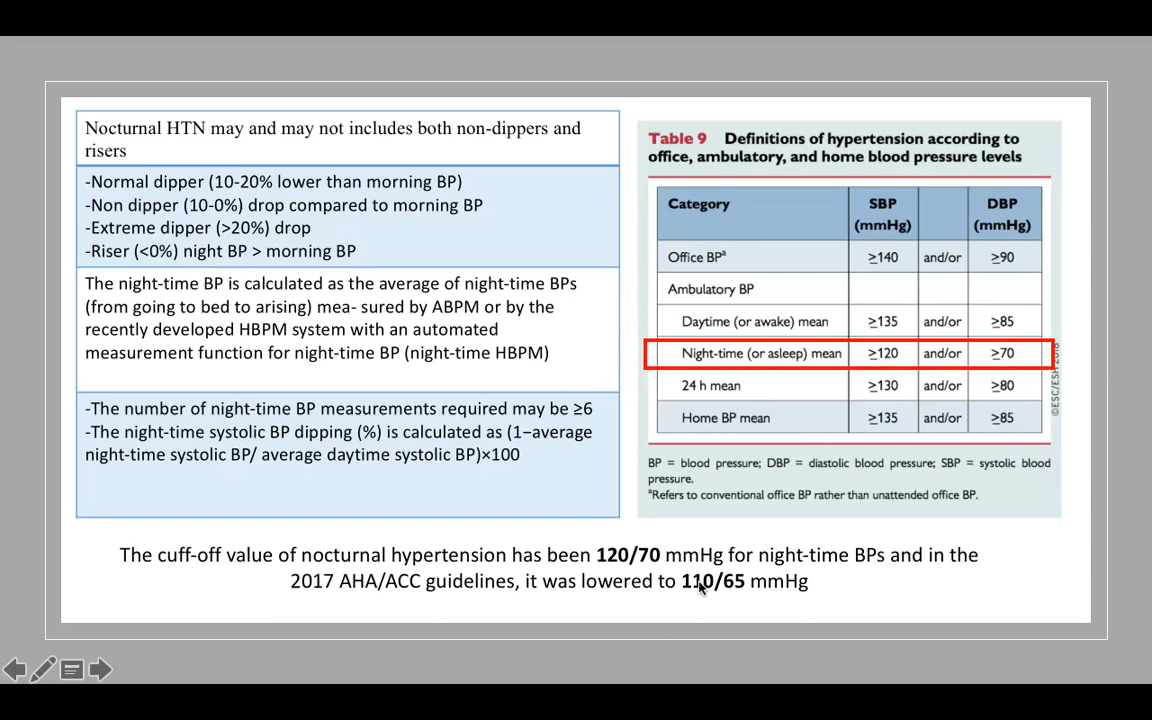 Nocturnal HTN may and may not includes both non-dippers and
risers
-Normal dipper (10-20% lower than morning BP)
-Non dipper (10-0%) drop compared to morning BP
-Extreme dipper (>20%) drop
-Riser (<0%) night BP > morning BP
The night-time BP is calculated as the average of night-time BPs
(from going to bed to arising) mea- sured by ABPM or by the
recently developed HBPM system with an automated
measurement function for night-time BP (night-time HBPM)
-The number of night-time BP measurements required may be ≥6
-The night-time systolic BP dipping (%) is calculated as (1−average
night-time systolic BP/ average daytime systolic BP)×100
Table 9 Definitions of hypertension according to
office, ambulatory, and home blood pressure levels
Category SBP DBP
(mmHg) (mmHg)
Office BPᵃ ≥140 and/or ≥90
Ambulatory BP
Daytime (or awake) mean ≥135 and/or ≥85
Night-time (or asleep) mean ≥120 and/or ≥70
24 h mean ≥130 and/or ≥80
Home BP mean ≥135 and/or ≥85
©ESC/ESH 2018
BP = blood pressure; DBP = diastolic blood pressure; SBP = systolic blood
pressure.
ᵃRefers to conventional office BP rather than unattended office BP.
The cuff-off value of nocturnal hypertension has been 120/70 mmHg for night-time BPs and in the
2017 AHA/ACC guidelines, it was lowered to 110/65 mmHg